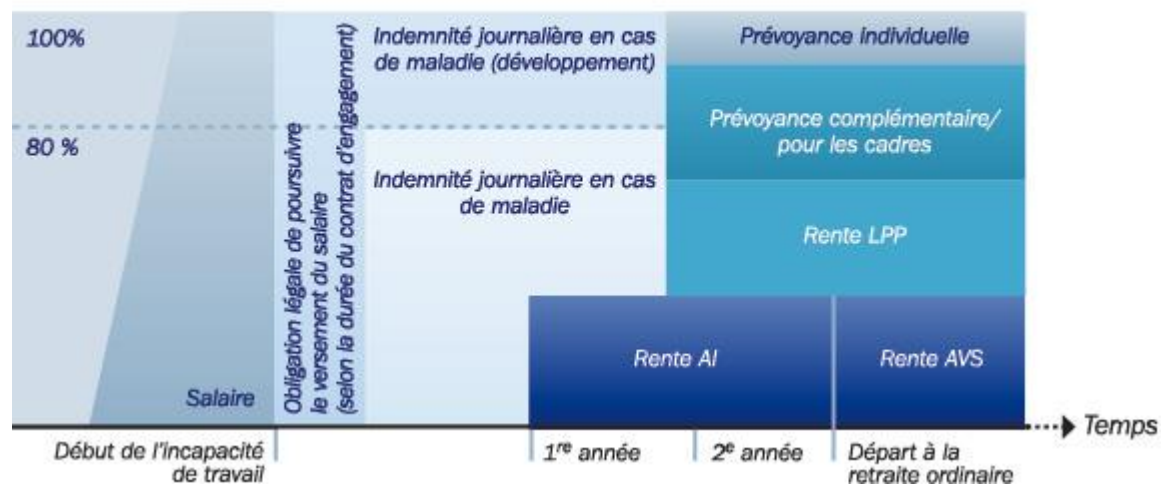 100%
80 %
Salaire
Obligation légale de poursuivre
le versement du salaire
(selon la durée du contrat d'engagement)
Indemnité journalière en cas
de maladie (développement)
Indemnité journalière en cas
de maladie
Prévoyance individuelle
Prévoyance complémentaire/
pour les cadres
Rente LPP
Rente AI
Rente AVS
Temps
Début de l'incapacité
de travail
1re année
2e année
Départ à la
retraite ordinaire